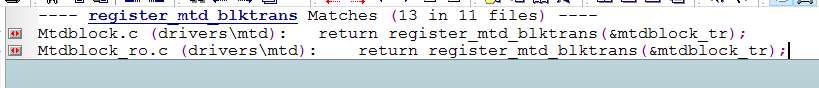 ---- register_mtd_blktrans Matches (13 in 11 files) ----
Mtdblock.c (drivers\mtd):   return register_mtd_blktrans(&mtdblock_tr);
Mtdblock_ro.c (drivers\mtd):    return register_mtd_blktrans(&mtdblock_tr);